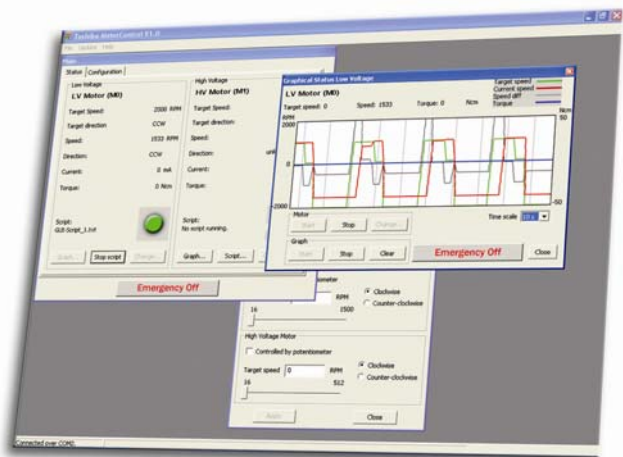 Toshiba MotorControl V1.0
File Update Help
Main
Status Configuration
Low Voltage
LV Motor (M0)
Target Speed: 2000 RPM
Target direction: CCW
Speed: 1533 RPM
Direction: CCW
Current: 0 mA
Torque: 0 Ncm
Script:
GUI-Script_1.txt
Graph... Stop script Change...
High Voltage
HV Motor (M1)
Target Speed:
Target direction:
Speed:
Direction:
Current:
Torque:
Script:
No script running.
Graph... Script...
Emergency Off
Graphical Status Low Voltage
LV Motor (M0)
Target speed: 0 Speed: 1533 Torque: 0 Ncm
Target speed
Current speed
Speed diff
Torque
RPM
2000
0
-2000
Ncm
50
-50
Motor
Start Stop Change
Time scale 10 s
Graph
Start Stop Clear
Emergency Off
Close
RPM
Clockwise
Counter-clockwise
16 1500
High Voltage Motor
Controlled by potentiometer
Target speed 0 RPM
Clockwise
Counter-clockwise
16 512
Apply Close
Connected over COM2.